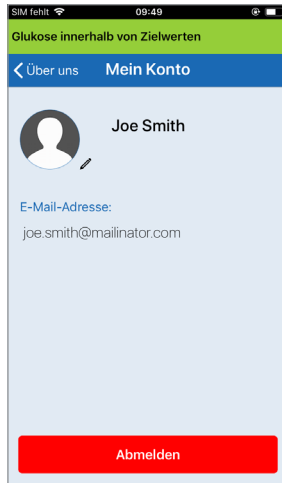 SIM fehlt 09:49
Glukose innerhalb von Zielwerten
Über uns Mein Konto
Joe Smith
E-Mail-Adresse:
joe.smith@mailinator.com
Abmelden